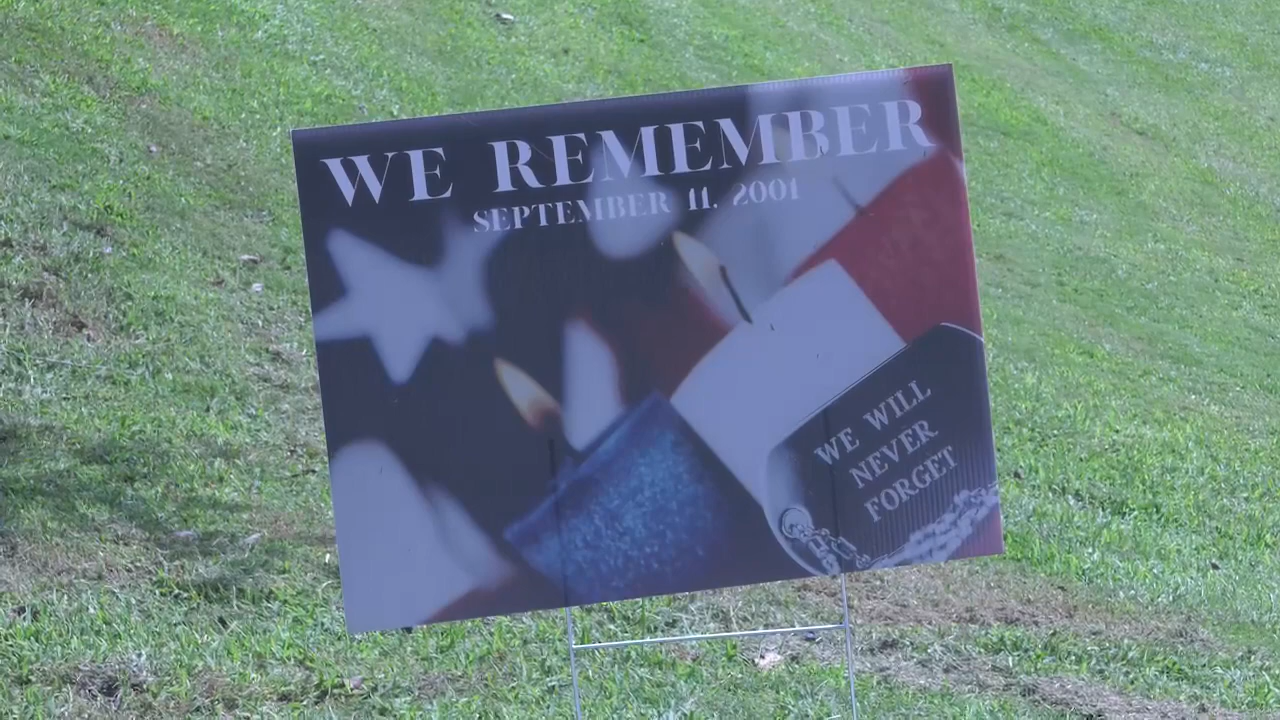 WE REMEMBER
SEPTEMBER 11, 2001
WE WILL
NEVER
FORGET